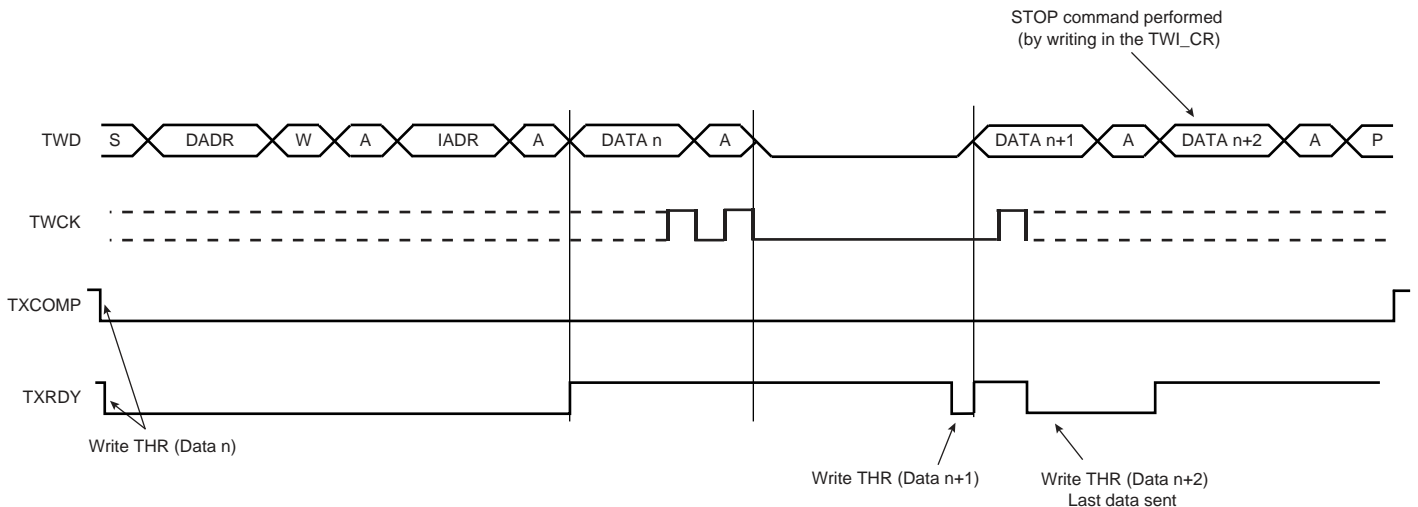 STOP command performed
(by writing in the TWI_CR)
TWD S DADR W A IADR A DATA n A DATA n+1 A DATA n+2 A P
TWCK
TXCOMP
TXRDY
Write THR (Data n)
Write THR (Data n+1)
Write THR (Data n+2)
Last data sent